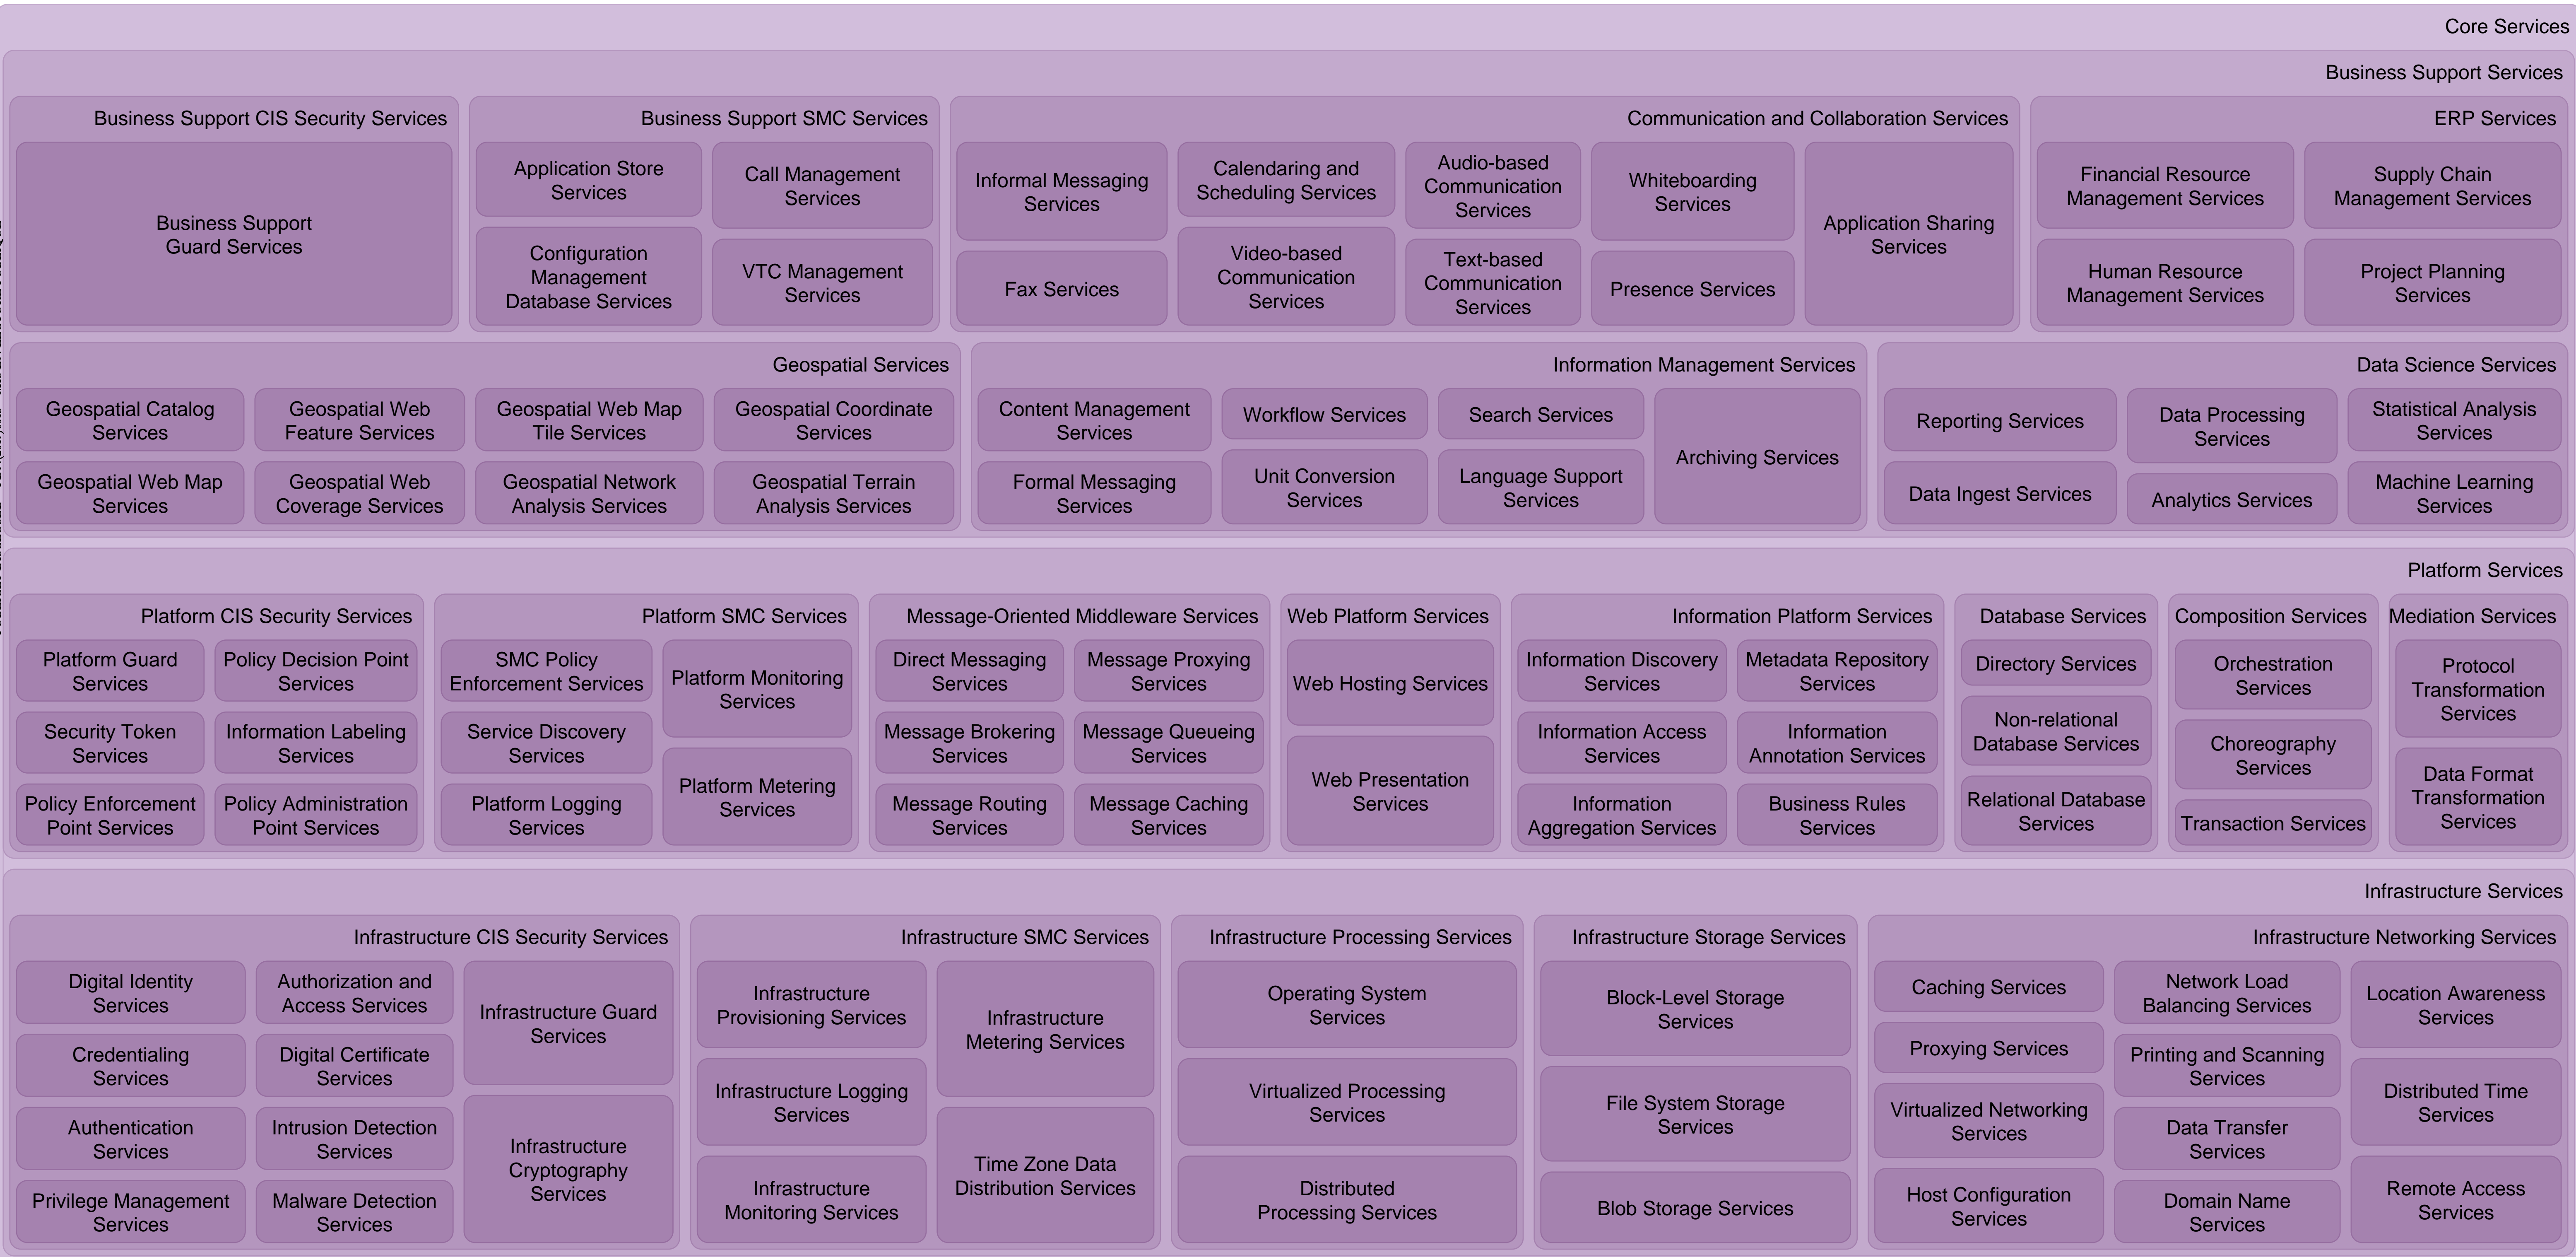 Core Services
Business Support Services
Business Support CIS Security Services
Business Support
Guard Services
Business Support SMC Services
Application Store
Services
Call Management
Services
Configuration
Management
Database Services
VTC Management
Services
Communication and Collaboration Services
Informal Messaging
Services
Calendaring and
Scheduling Services
Audio-based
Communication
Services
Whiteboarding
Services
Application Sharing
Services
Fax Services
Video-based
Communication
Services
Text-based
Communication
Services
Presence Services
ERP Services
Financial Resource
Management Services
Supply Chain
Management Services
Human Resource
Management Services
Project Planning
Services
Geospatial Services
Geospatial Catalog
Services
Geospatial Web
Feature Services
Geospatial Web Map
Tile Services
Geospatial Coordinate
Services
Geospatial Web Map
Services
Geospatial Web
Coverage Services
Geospatial Network
Analysis Services
Geospatial Terrain
Analysis Services
Information Management Services
Content Management
Services
Workflow Services
Search Services
Archiving Services
Formal Messaging
Services
Unit Conversion
Services
Language Support
Services
Data Science Services
Reporting Services
Data Processing
Services
Statistical Analysis
Services
Data Ingest Services
Analytics Services
Machine Learning
Services
Platform Services
Platform CIS Security Services
Platform Guard
Services
Policy Decision Point
Services
Security Token
Services
Information Labeling
Services
Policy Enforcement
Point Services
Policy Administration
Point Services
Platform SMC Services
SMC Policy
Enforcement Services
Platform Monitoring
Services
Service Discovery
Services
Platform Logging
Services
Platform Metering
Services
Message-Oriented Middleware Services
Direct Messaging
Services
Message Proxying
Services
Message Brokering
Services
Message Queueing
Services
Message Routing
Services
Message Caching
Services
Web Platform Services
Web Hosting Services
Web Presentation
Services
Information Platform Services
Information Discovery
Services
Metadata Repository
Services
Information Access
Services
Information
Annotation Services
Information
Aggregation Services
Business Rules
Services
Database Services
Directory Services
Non-relational
Database Services
Relational Database
Services
Composition Services
Orchestration
Services
Choreography
Services
Transaction Services
Mediation Services
Protocol
Transformation
Services
Data Format
Transformation
Services
Infrastructure Services
Infrastructure CIS Security Services
Digital Identity
Services
Authorization and
Access Services
Infrastructure Guard
Services
Credentialing
Services
Digital Certificate
Services
Authentication
Services
Intrusion Detection
Services
Infrastructure
Cryptography
Services
Privilege Management
Services
Malware Detection
Services
Infrastructure SMC Services
Infrastructure
Provisioning Services
Infrastructure
Metering Services
Infrastructure Logging
Services
Infrastructure
Monitoring Services
Time Zone Data
Distribution Services
Infrastructure Processing Services
Operating System
Services
Virtualized Processing
Services
Distributed
Processing Services
Infrastructure Storage Services
Block-Level Storage
Services
File System Storage
Services
Blob Storage Services
Infrastructure Networking Services
Caching Services
Network Load
Balancing Services
Location Awareness
Services
Proxying Services
Printing and Scanning
Services
Distributed Time
Services
Virtualized Networking
Services
Data Transfer
Services
Host Configuration
Services
Domain Name
Services
Remote Access
Services